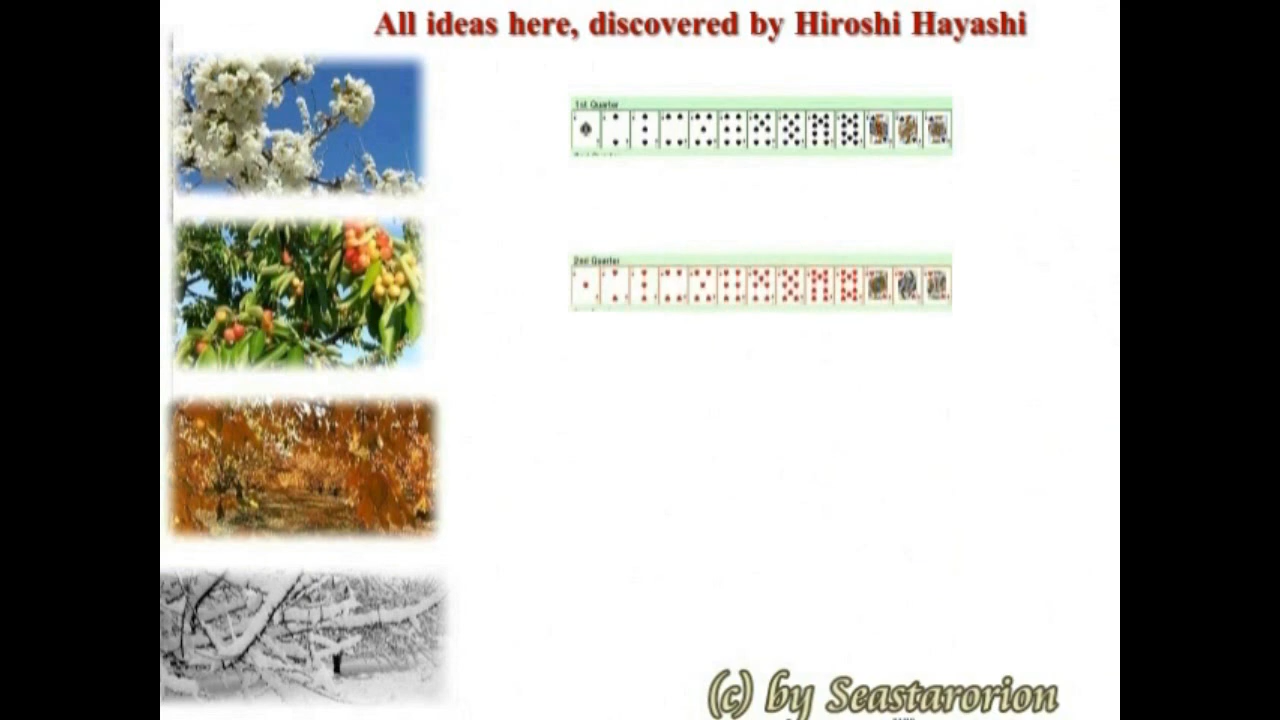 All ideas here, discovered by Hiroshi Hayashi
1st Quarter
2nd Quarter
(c) by Seastarorion